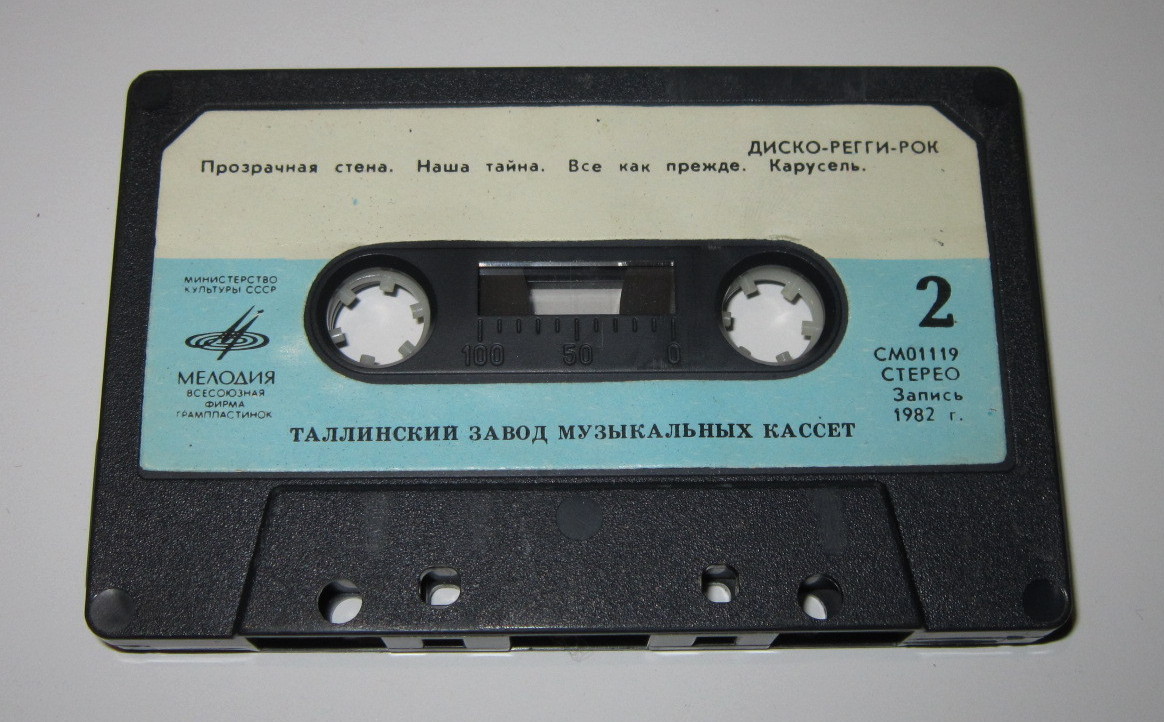 ДИСКО-РЕГГИ-РОК
Прозрачная стена. Наша тайна. Все как прежде. Карусель.
МИНИСТЕРСТВО
КУЛЬТУРЫ СССР
МЕЛОДИЯ
ВСЕСОЮЗНАЯ
ФИРМА
ГРАМПЛАСТИНОК
100 50 0
2
СМ01119
СТЕРЕО
Запись
1982 г.
ТАЛЛИНСКИЙ ЗАВОД МУЗЫКАЛЬНЫХ КАССЕТ